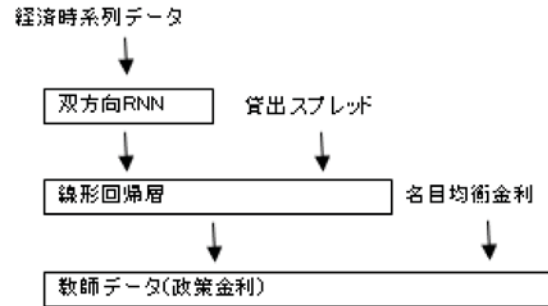 経済時系列データ
双方向RNN
貸出スプレッド
線形回帰層
名目均衡金利
教師データ(政策金利)